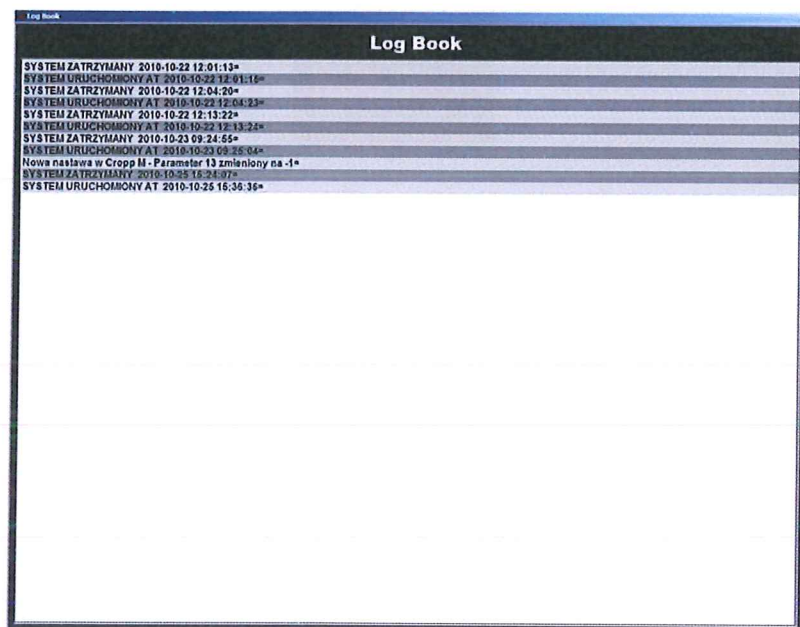 Log Book
Log Book
SYSTEM ZATRZYMANY 2010-10-22 12:01:13=
SYSTEM URUCHOMIONY AT 2010-10-22 12:01:15=
SYSTEM ZATRZYMANY 2010-10-22 12:04:20=
SYSTEM URUCHOMIONY AT 2010-10-22 12:04:23=
SYSTEM ZATRZYMANY 2010-10-22 12:13:22=
SYSTEM URUCHOMIONY AT 2010-10-22 12:13:24=
SYSTEM ZATRZYMANY 2010-10-23 09:24:55=
SYSTEM URUCHOMIONY AT 2010-10-23 09:25:04=
Nowa nastawa w Cropp M - Parameter 13 zmieniony na -1=
SYSTEM ZATRZYMANY 2010-10-25 15:24:07=
SYSTEM URUCHOMIONY AT 2010-10-25 15:36:35=